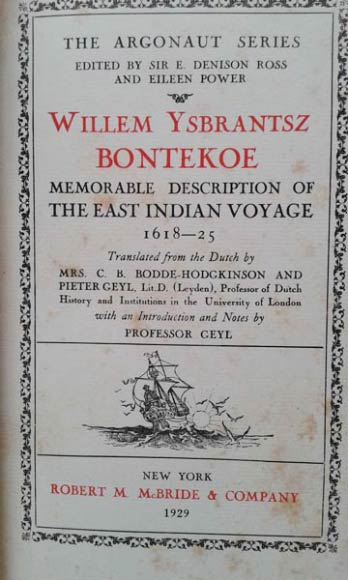 THE ARGONAUT SERIES
EDITED BY SIR E. DENISON ROSS
AND EILEEN POWER
WILLEM YSBRANTSZ
BONTEKOE
MEMORABLE DESCRIPTION OF
THE EAST INDIAN VOYAGE
1618—25
Translated from the Dutch by
MRS. C. B. BODDE-HODGKINSON AND
PIETER GEYL, Lit.D. (Leyden), Professor of Dutch
History and Institutions in the University of London
with an Introduction and Notes by
PROFESSOR GEYL
NEW YORK
ROBERT M. McBRIDE & COMPANY
1929